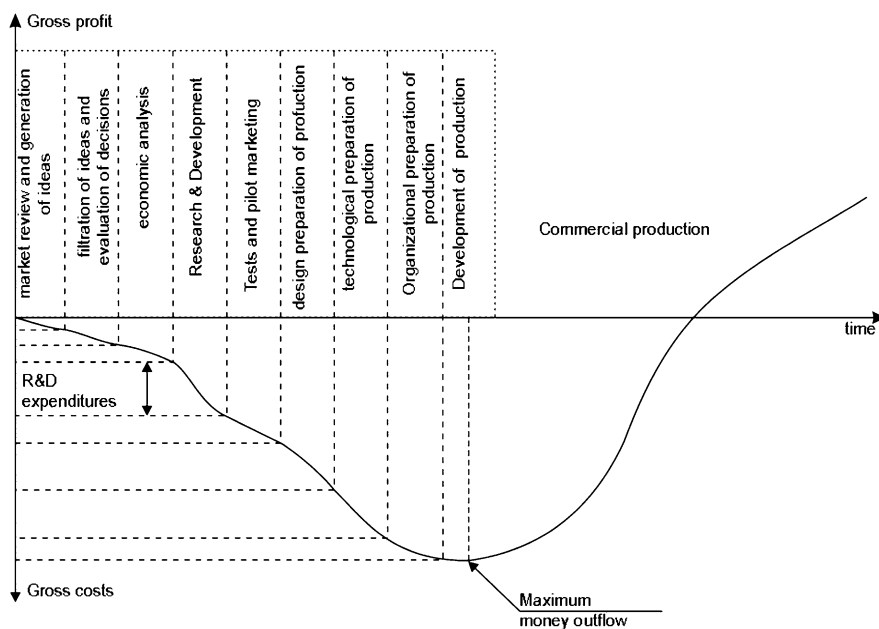 Gross profit
market review and generation
of ideas
filtration of ideas and
evaluation of decisions
economic analysis
Research & Development
Tests and pilot marketing
design preparation of profuction
technological preparation of
production
Organizational preparation of
production
Development of production
Commercial production
time
R&D
expenditures
Gross costs
Maximum
money outflow